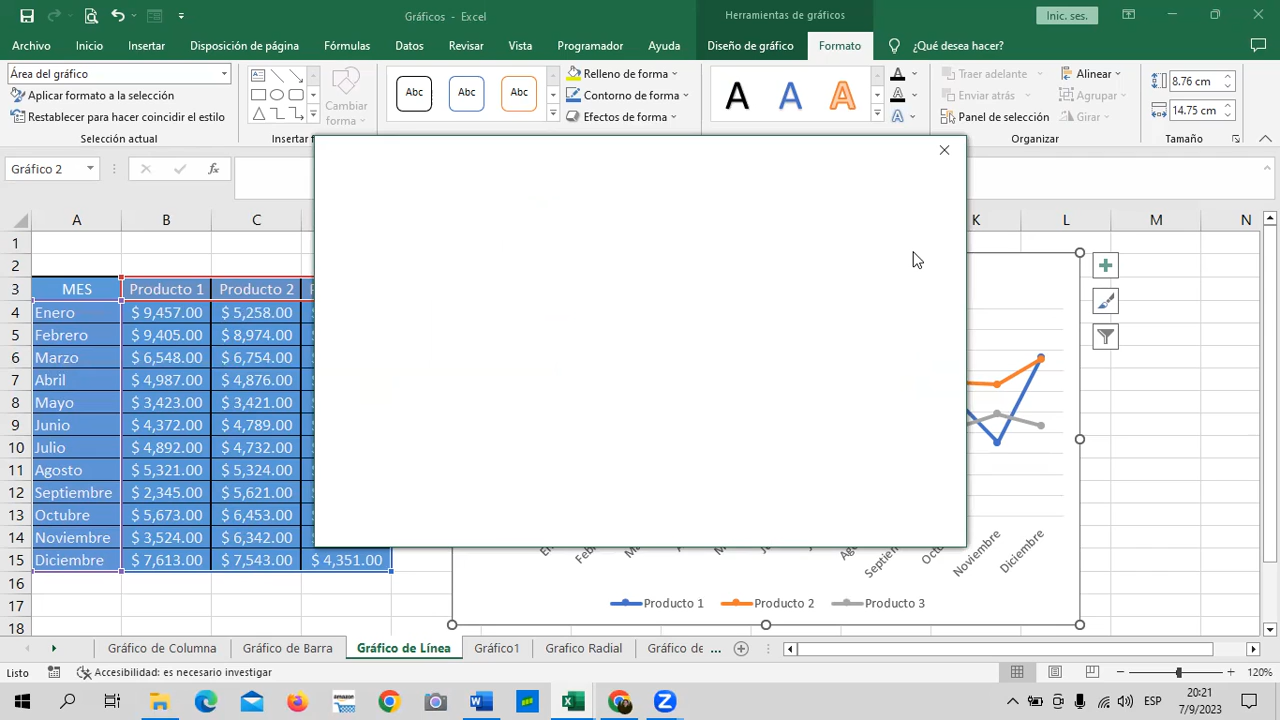 Gráficos - Excel
Herramientas de gráficos
Inic. ses.
Archivo Inicio Insertar Disposición de página Fórmulas Datos Revisar Vista Programador Ayuda Diseño de gráfico Formato ¿Qué desea hacer?
Área del gráfico
Aplicar formato a la selección
Restablecer para hacer coincidir el estilo
Selección actual
Cambiar
forma
Insertar f
Abc Abc Abc
Relleno de forma
Contorno de forma
Efectos de forma
A A A
Traer adelante
Enviar atrás
Panel de selección
Alinear
Agrupar
Girar
Organizar
8.76 cm
14.75 cm
Tamaño
Gráfico 2
fx
A B C K L M N
1
2
3 MES Producto 1 Producto 2 P
4 Enero $ 9,457.00 $ 5,258.00 $
5 Febrero $ 9,405.00 $ 8,974.00 $
6 Marzo $ 6,548.00 $ 6,754.00 $
7 Abril $ 4,987.00 $ 4,876.00 $
8 Mayo $ 3,423.00 $ 3,421.00 $
9 Junio $ 4,372.00 $ 4,789.00 $
10 Julio $ 4,892.00 $ 4,732.00 $
11 Agosto $ 5,321.00 $ 5,324.00 $
12 Septiembre $ 2,345.00 $ 5,621.00 $
13 Octubre $ 5,673.00 $ 6,453.00 $
14 Noviembre $ 3,524.00 $ 6,342.00 $
15 Diciembre $ 7,613.00 $ 7,543.00 $ 4,351.00
16
17
18
Noviembre
Diciembre
Producto 1 Producto 2 Producto 3
Gráfico de Columna Gráfico de Barra Gráfico de Línea Gráfico1 Grafico Radial Gráfico de ...
Listo Accesibilidad: es necesario investigar
120%
ESP
20:21
7/9/2023